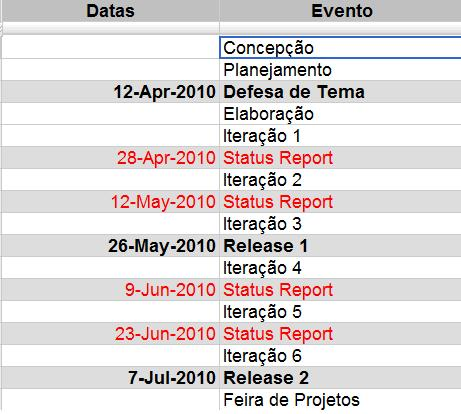 Datas Evento
Concepção
Planejamento
12-Apr-2010 Defesa de Tema
Elaboração
Iteração 1
28-Apr-2010 Status Report
Iteração 2
12-May-2010 Status Report
Iteração 3
26-May-2010 Release 1
Iteração 4
9-Jun-2010 Status Report
Iteração 5
23-Jun-2010 Status Report
Iteração 6
7-Jul-2010 Release 2
Feira de Projetos